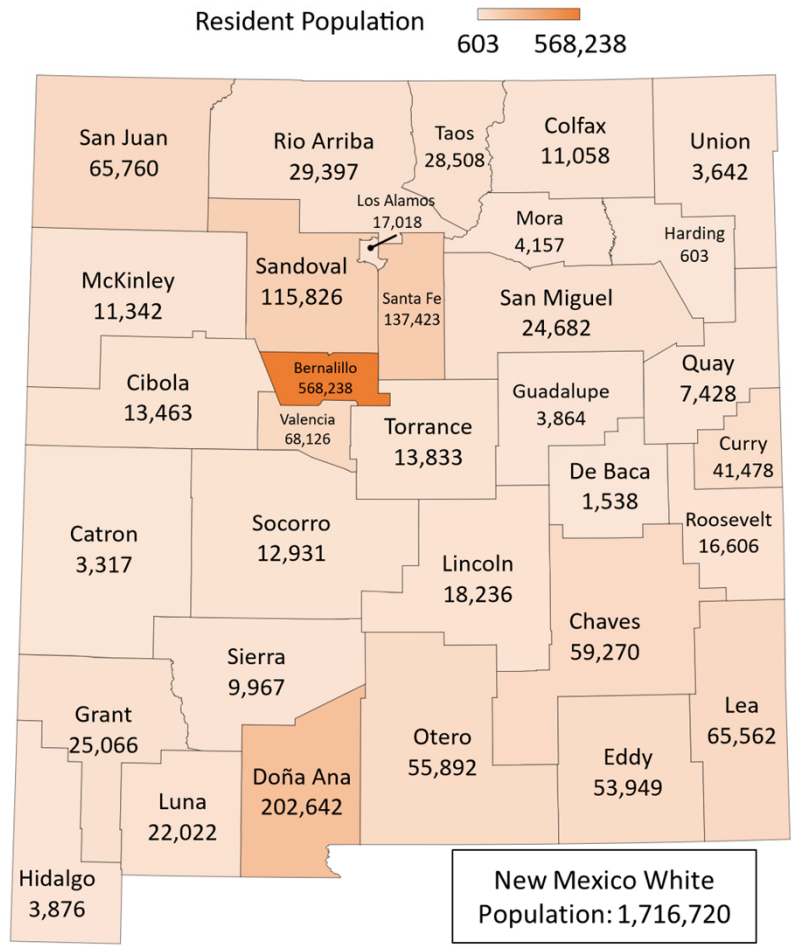 Resident Population
603 568,238
San Juan
65,760
Rio Arriba
29,397
Taos
28,508
Colfax
11,058
Union
3,642
Los Alamos
17,018
Mora
4,157
Harding
603
McKinley
11,342
Sandoval
115,826
Santa Fe
137,423
San Miguel
24,682
Cibola
13,463
Bernalillo
568,238
Valencia
68,126
Torrance
13,833
Guadalupe
3,864
Quay
7,428
Curry
41,478
De Baca
1,538
Roosevelt
16,606
Catron
3,317
Socorro
12,931
Lincoln
18,236
Chaves
59,270
Sierra
9,967
Grant
25,066
Luna
22,022
Doña Ana
202,642
Otero
55,892
Eddy
53,949
Lea
65,562
Hidalgo
3,876
New Mexico White
Population: 1,716,720